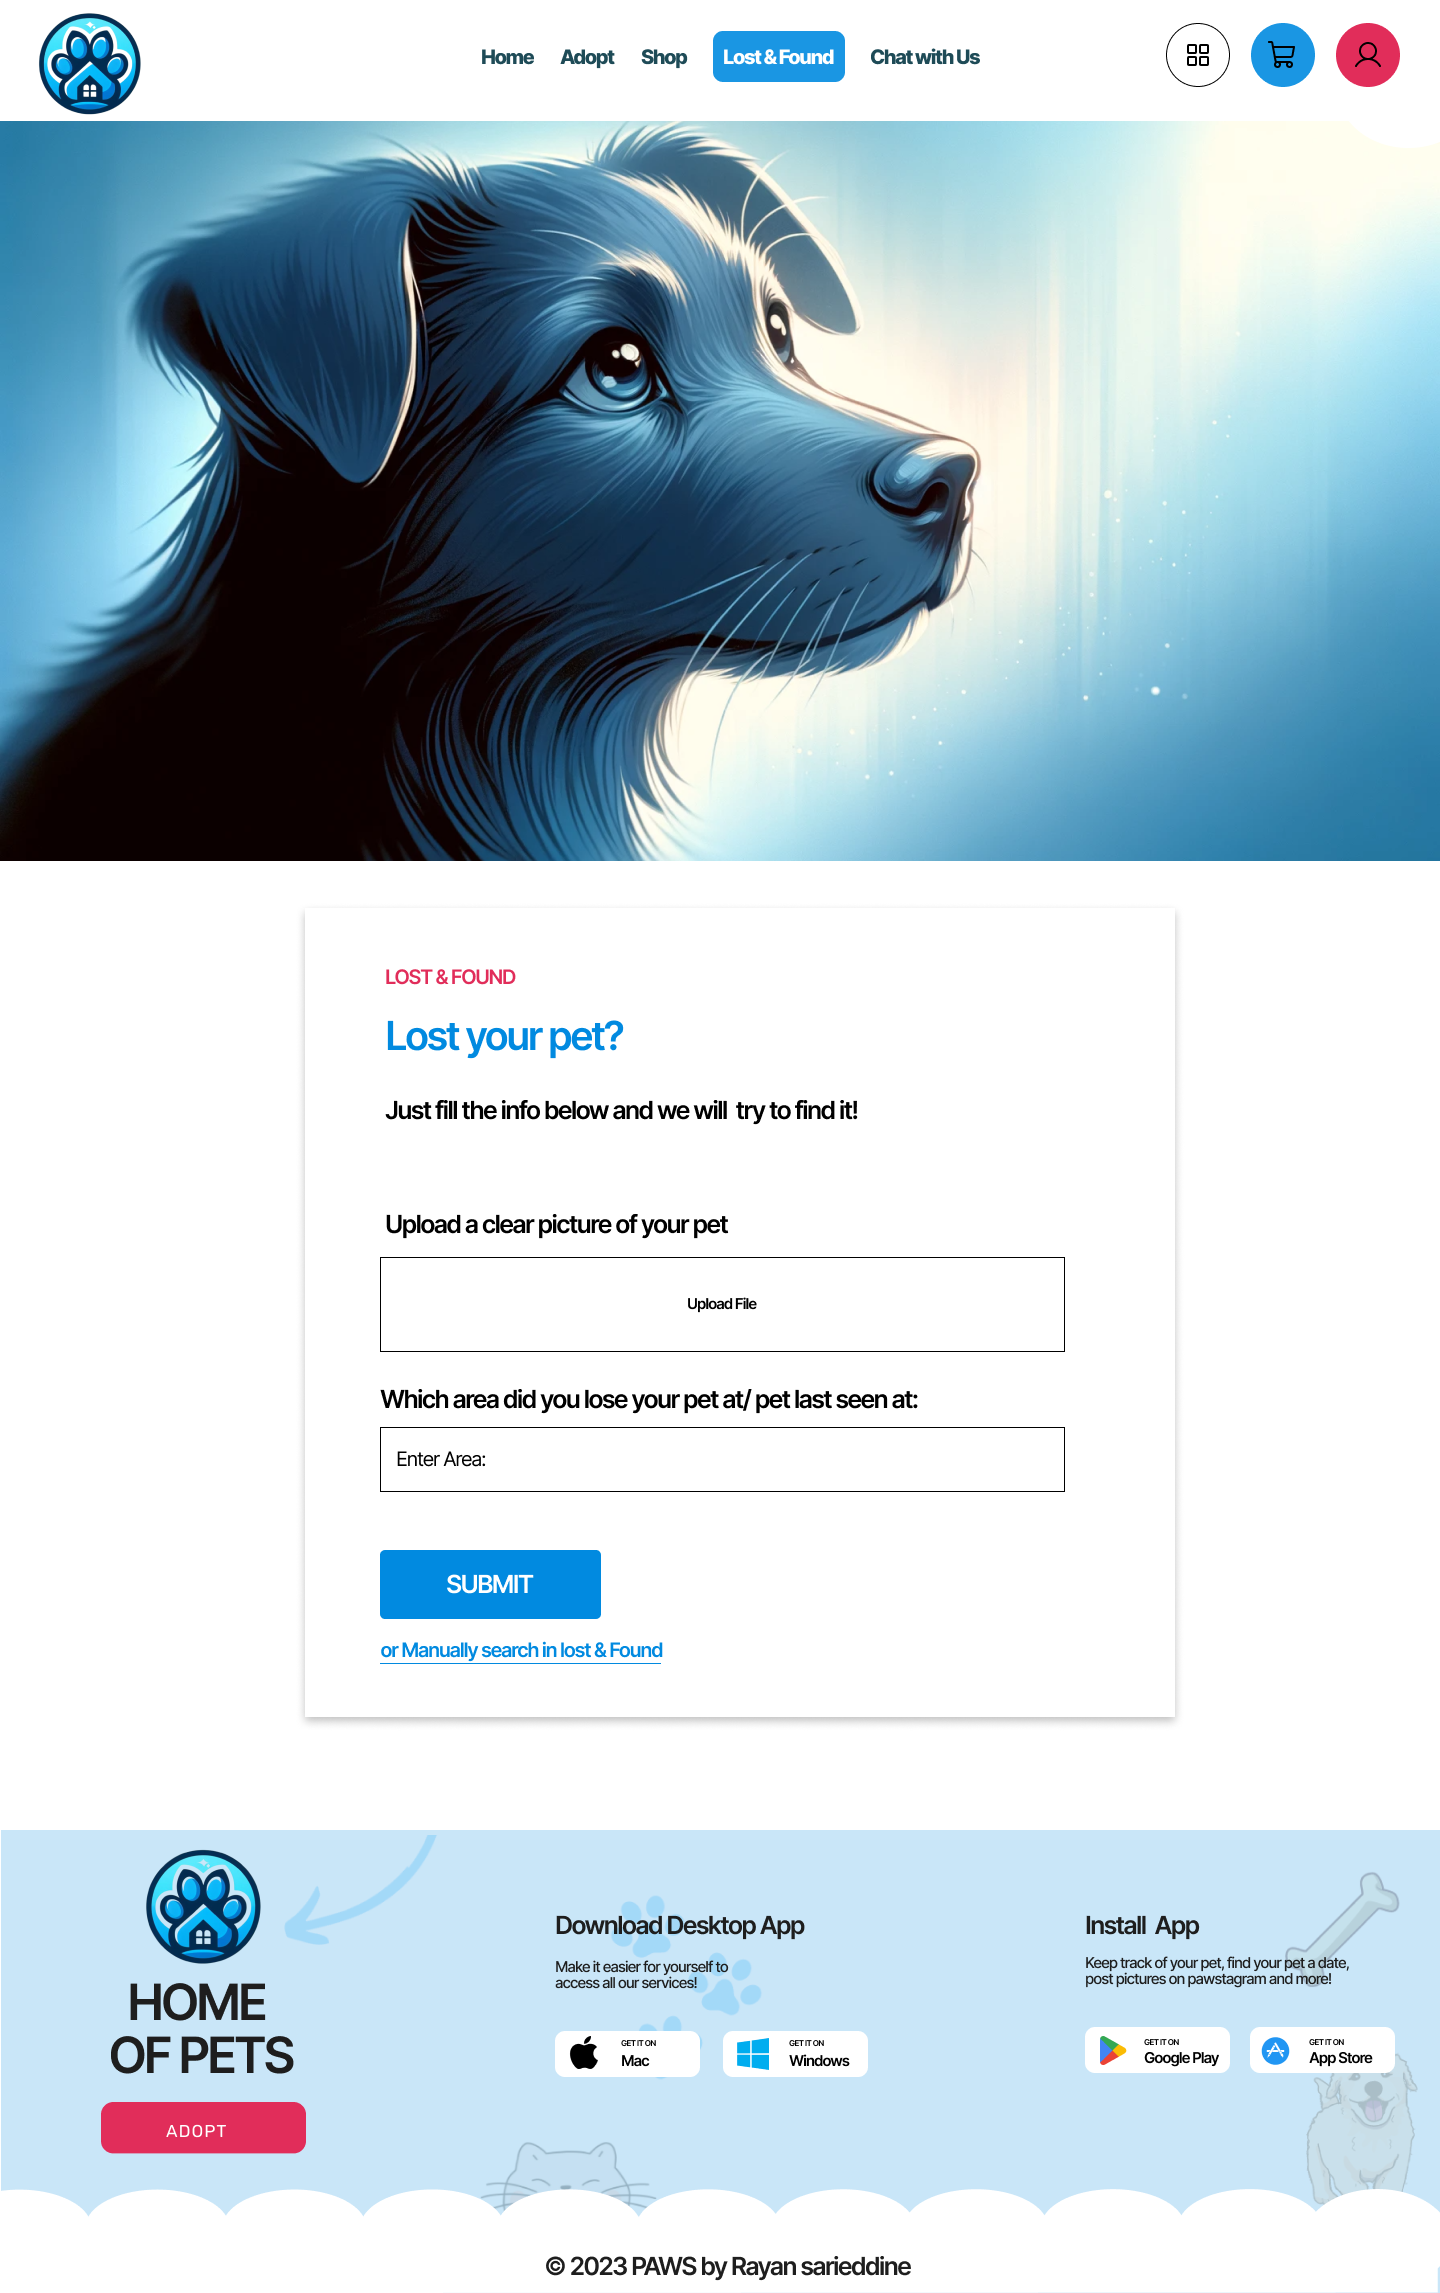 Home Adopt Shop Lost & Found Chat with Us
LOST & FOUND
Lost your pet?
Just fill the info below and we will  try to find it!
Upload a clear picture of your pet
Upload File
Which area did you lose your pet at/ pet last seen at:
Enter Area:
SUBMIT
or Manually search in lost & Found
HOME
OF PETS
ADOPT
Download Desktop App
Make it easier for yourself to
access all our services!
GET IT ON
Mac
GET IT ON
Windows
Install  App
Keep track of your pet, find your pet a date,
post pictures on pawstagram and more!
GET IT ON
Google Play
GET IT ON
App Store
© 2023 PAWS by Rayan sarieddine